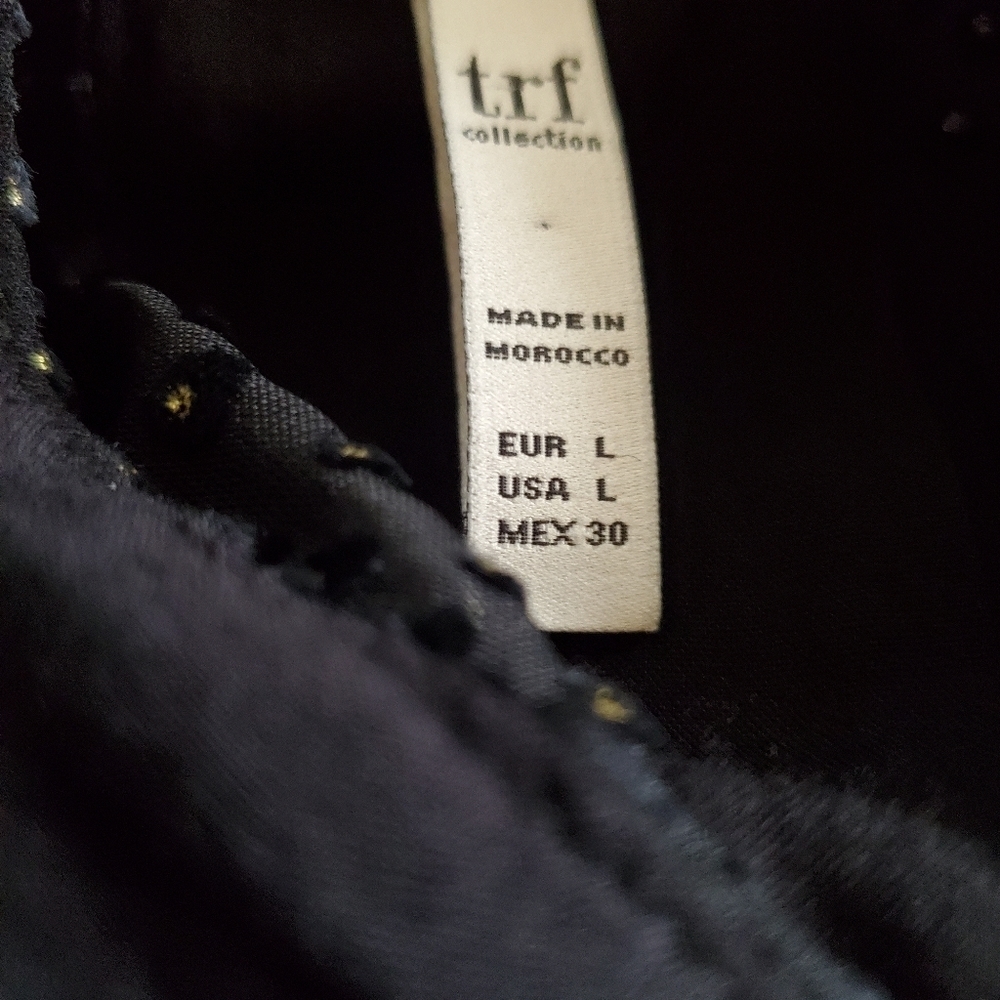 trf
collection
MADE IN
MOROCCO
EUR L
USA L
MEX 30